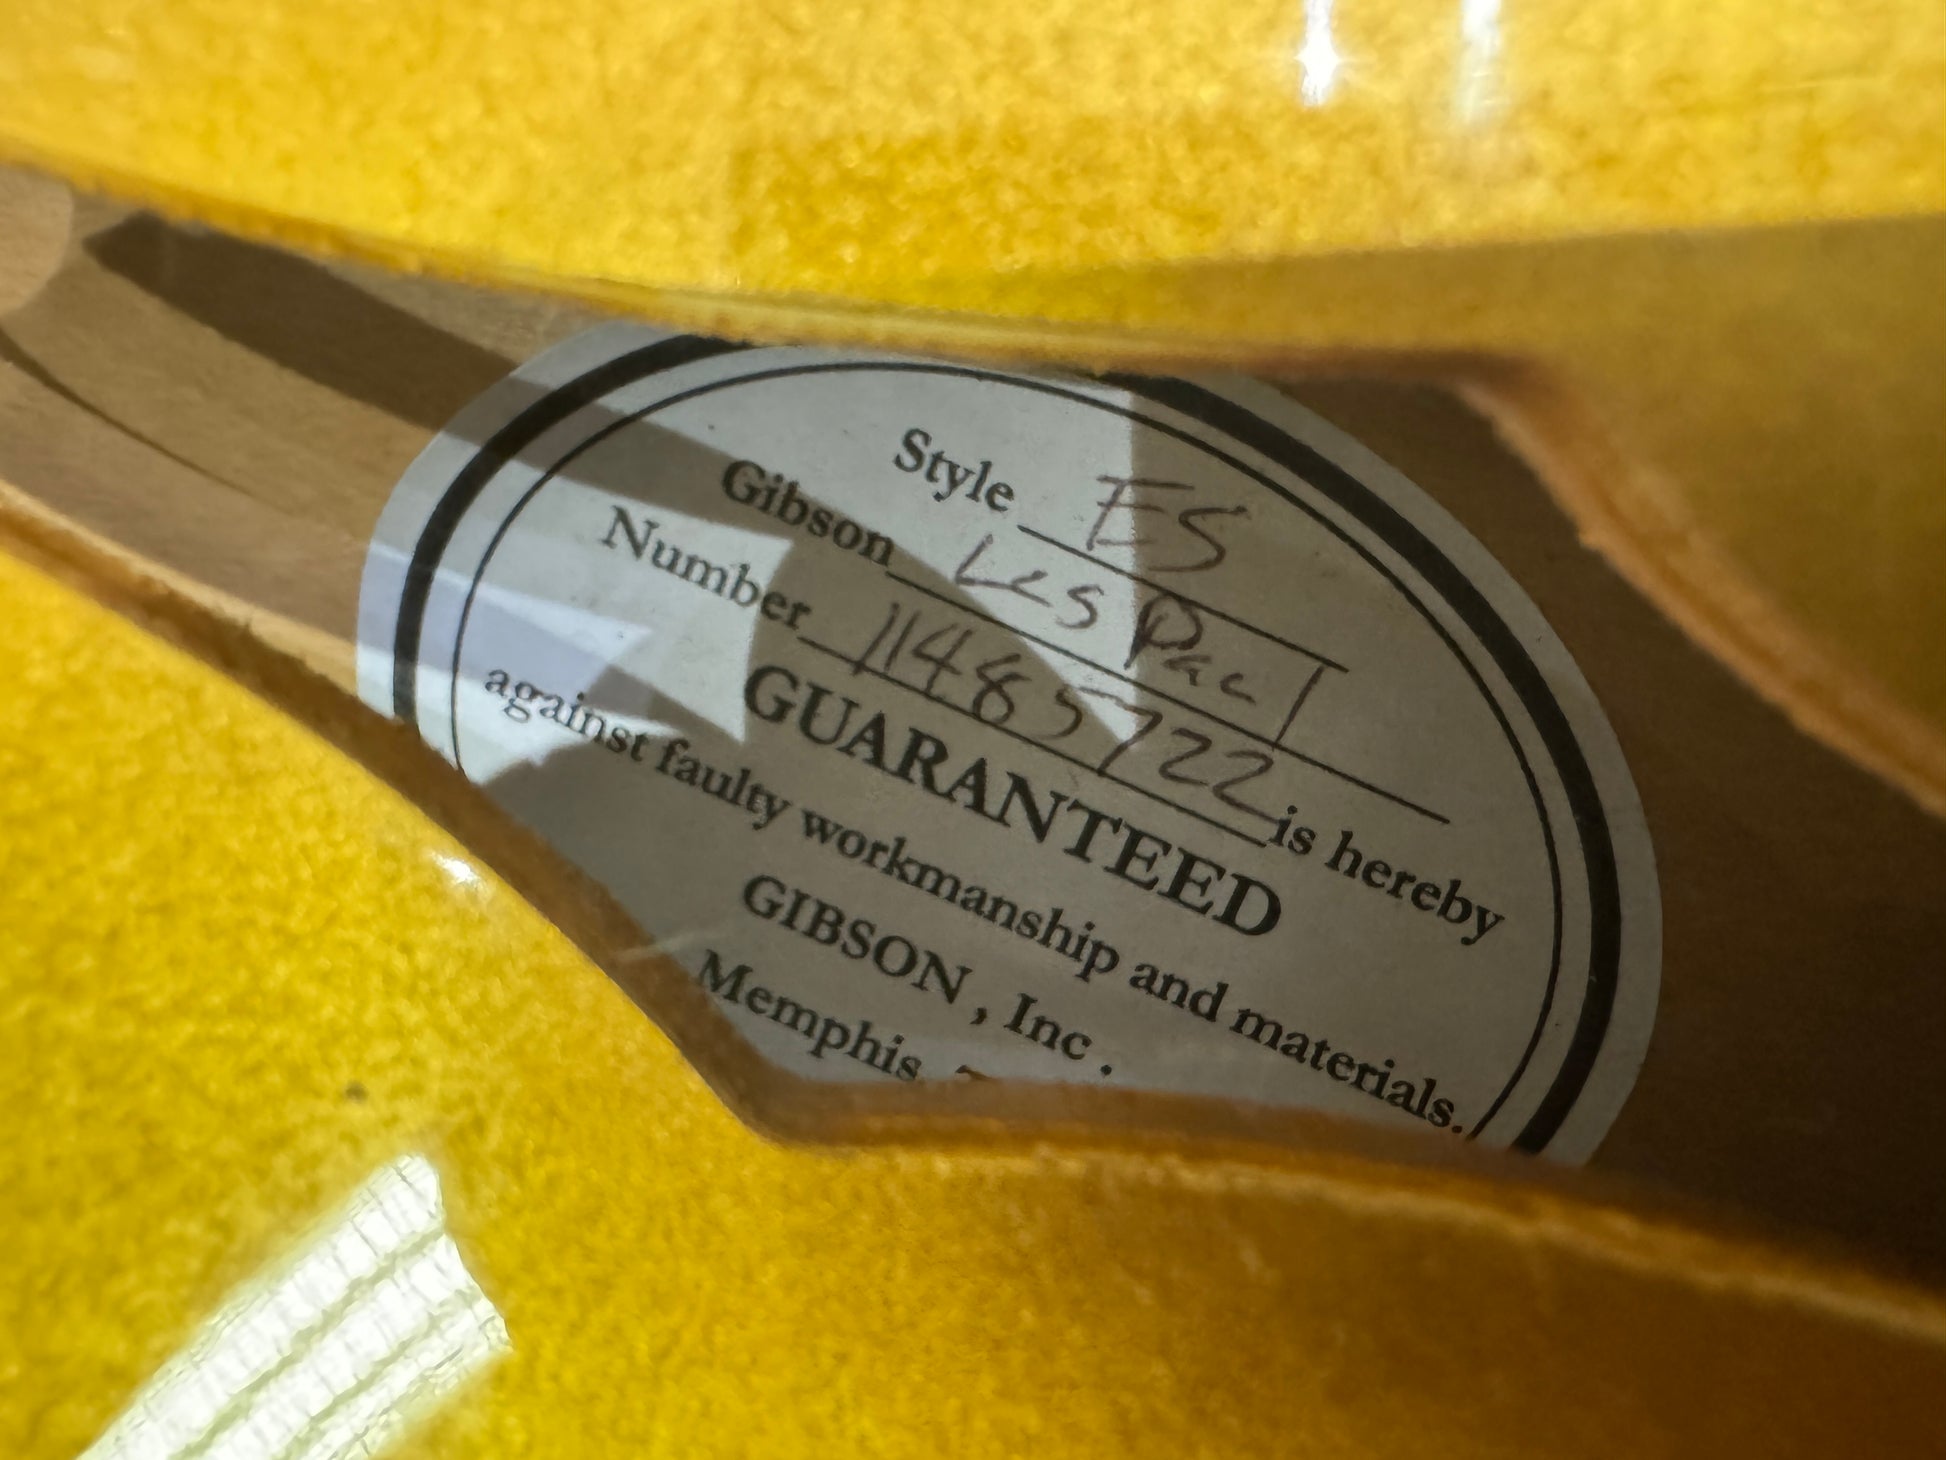 Style ES
Gibson Les Paul
Number 11485722 is hereby
GUARANTEED
against faulty workmanship and materials.
GIBSON, Inc.
Memphis